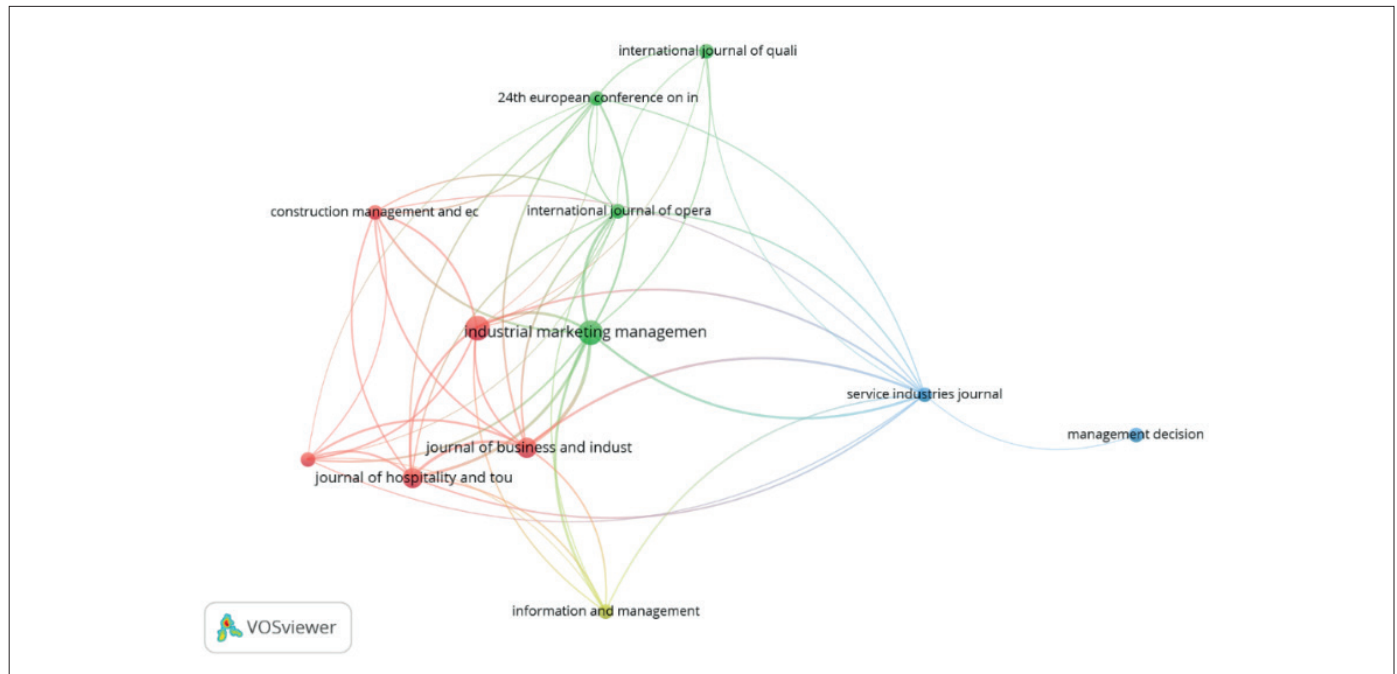 international journal of quali
24th european conference on in
construction management and ec
international journal of opera
industrial marketing managemen
service industries journal
management decision
journal of business and indust
journal of hospitality and tou
information and management
VOSviewer